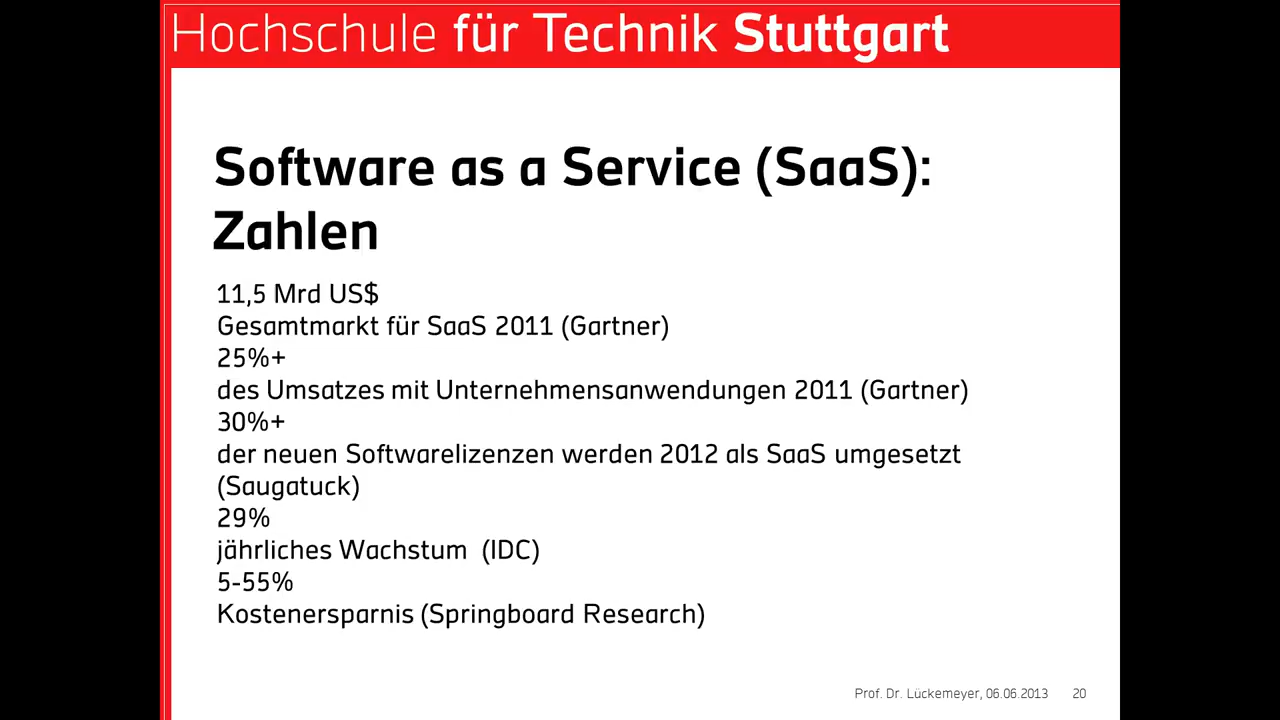 Hochschule für Technik Stuttgart
Software as a Service (SaaS):
Zahlen
11,5 Mrd US$
Gesamtmarkt für SaaS 2011 (Gartner)
25%+
des Umsatzes mit Unternehmensanwendungen 2011 (Gartner)
30%+
der neuen Softwarelizenzen werden 2012 als SaaS umgesetzt
(Saugatuck)
29%
jährliches Wachstum  (IDC)
5-55%
Kostenersparnis (Springboard Research)
Prof. Dr. Lückemeyer, 06.06.2013 20